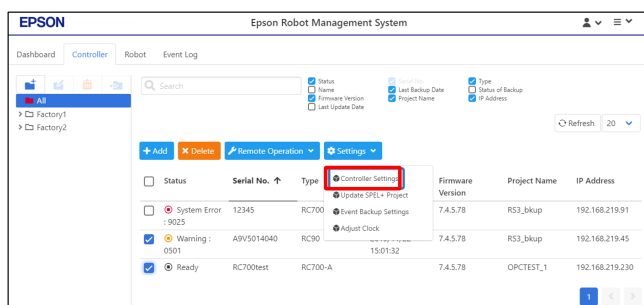 EPSON
Epson Robot Management System
Dashboard Controller Robot Event Log
All
Factory1
Factory2
Search
Status
Name
Firmware Version
Last Update Date
Serial No.
Last Backup Date
Project Name
Type
Status of Backup
IP Address
Refresh 20
+ Add × Delete Remote Operation Settings
Controller Settings
Update SPEL+ Project
Event Backup Settings
Adjust Clock
Status Serial No. ↑ Type Firmware Version Project Name IP Address
System Error : 9025 12345 RC700 7.4.5.78 RS3_bkup 192.168.219.91
Warning : 0501 A9V5014040 RC90 15:01:32 7.4.5.78 RS3_bkup 192.168.219.45
Ready RC700test RC700-A 7.4.5.78 OPCTEST_1 192.168.219.230
1